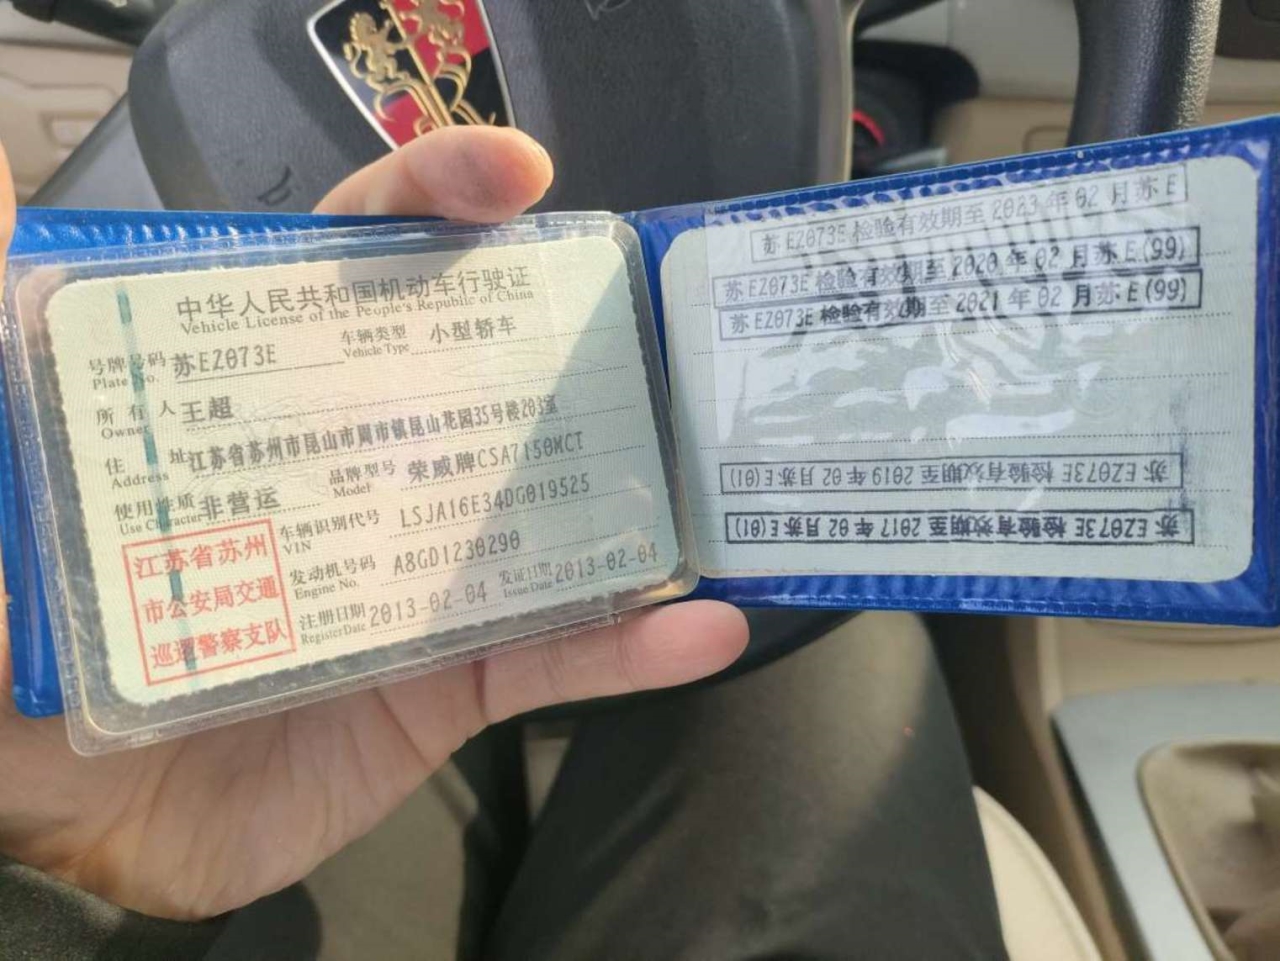 中华人民共和国机动车行驶证
Vehicle License of the People's Republic of China
号牌号码 苏EZ073E 车辆类型 小型轿车
Plate No. Vehicle Type
所有人 王超
Owner
住址 江苏省苏州市昆山市周市镇昆山花园35号楼203室
Address
使用性质 非营运 品牌型号 荣威牌CSA7150MCT
Use Character Model
车辆识别代号 LSJA16E34DG019525
VIN
发动机号码 A8GD1230290
Engine No.
注册日期 2013-02-04 发证日期 2013-02-04
Register Date Issue Date
江苏省苏州
市公安局交通
巡逻警察支队
苏EZ073E 检验有效期至2023年02月苏E
苏EZ073E 检验有效期至2020年02月苏E(99)
苏EZ073E 检验有效期至2021年02月苏E(99)
苏EZ073E 检验有效期至2019年02月苏E(01)
苏EZ073E 检验有效期至2017年02月苏E(01)